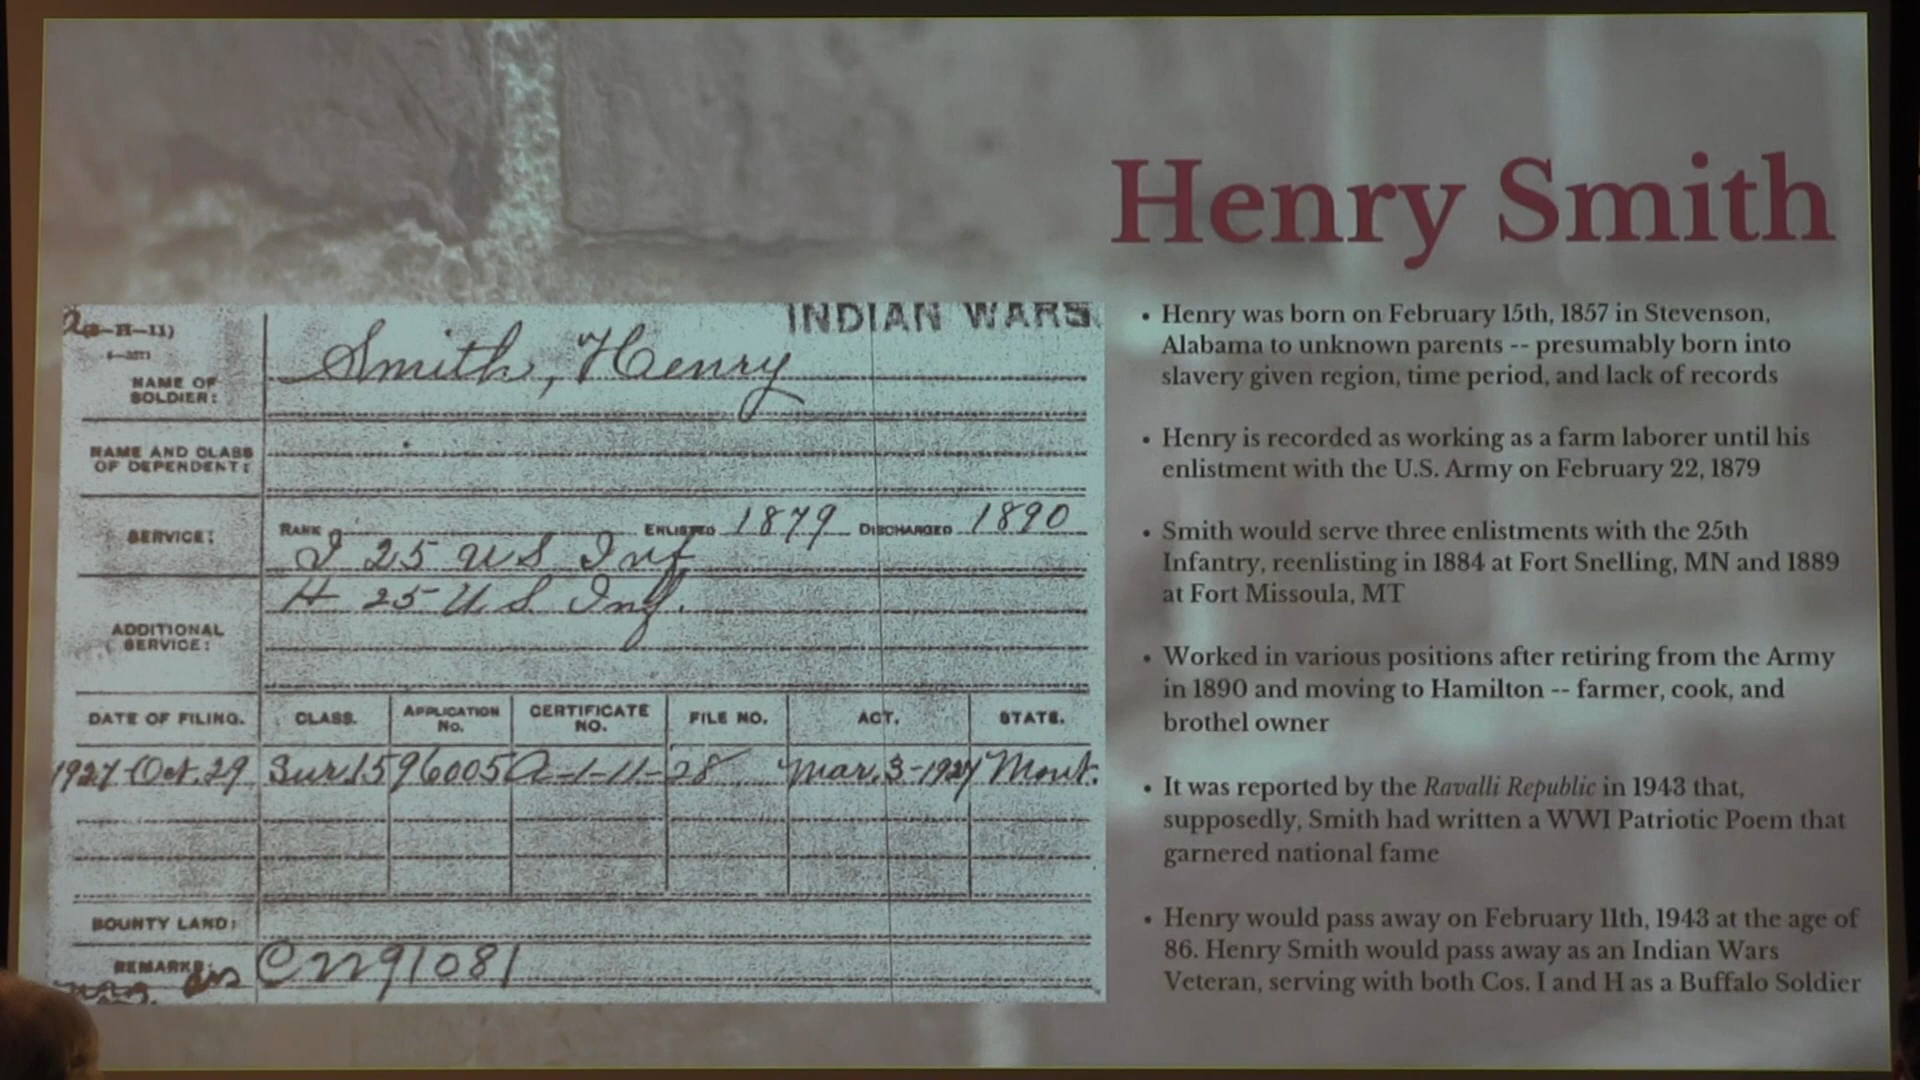 Henry Smith
INDIAN WARS
(3-H-11)
NAME OF
SOLDIER:
Smith, Henry
NAME AND CLASS
OF DEPENDENT:
SERVICE:
RANK ENLISTED 1879 DISCHARGED 1890
I 25 U S Inf
H 25 U S Inf.
ADDITIONAL
SERVICE:
DATE OF FILING. CLASS. APPLICATION No. CERTIFICATE NO. FILE NO. ACT. STATE.
1927 Oct. 29 Sur. 1596005 A-1-11-28 Mar. 3-1927 Mont.
BOUNTY LAND:
REMARKS:
• Henry was born on February 15th, 1857 in Stevenson,
Alabama to unknown parents -- presumably born into
slavery given region, time period, and lack of records
• Henry is recorded as working as a farm laborer until his
enlistment with the U.S. Army on February 22, 1879
• Smith would serve three enlistments with the 25th
Infantry, reenlisting in 1884 at Fort Snelling, MN and 1889
at Fort Missoula, MT
• Worked in various positions after retiring from the Army
in 1890 and moving to Hamilton -- farmer, cook, and
brothel owner
• It was reported by the Ravalli Republic in 1943 that,
supposedly, Smith had written a WWI Patriotic Poem that
garnered national fame
• Henry would pass away on February 11th, 1943 at the age of
86. Henry Smith would pass away as an Indian Wars
Veteran, serving with both Cos. I and H as a Buffalo Soldier